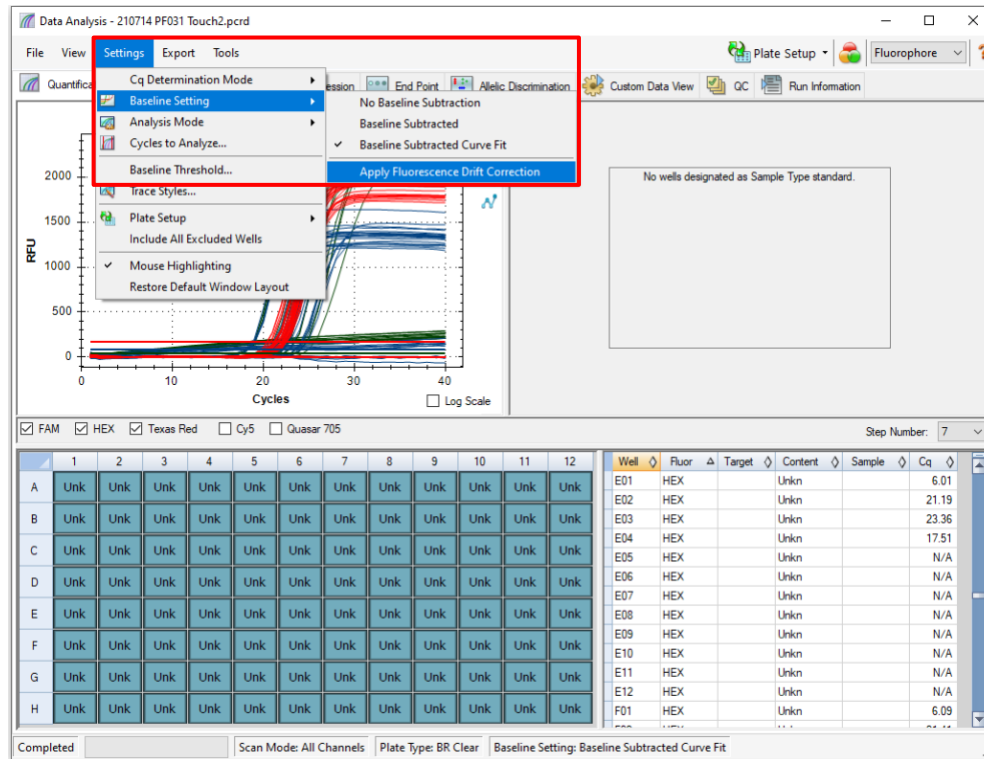 Data Analysis - 210714 PF031 Touch2.pcrd
File View Settings Export Tools Plate Setup Fluorophore
Quantifica ession End Point Allelic Discrimination Custom Data View QC Run Information
Cq Determination Mode
Baseline Setting
Analysis Mode
Cycles to Analyze...
Baseline Threshold...
Trace Styles...
Plate Setup
Include All Excluded Wells
Mouse Highlighting
Restore Default Window Layout
No Baseline Subtraction
Baseline Subtracted
Baseline Subtracted Curve Fit
Apply Fluorescence Drift Correction
No wells designated as Sample Type standard.
2000
1500
1000
500
0
RFU
0 10 20 30 40
Cycles
Log Scale
FAM HEX Texas Red Cy5 Quasar 705 Step Number: 7
1 2 3 4 5 6 7 8 9 10 11 12
A Unk Unk Unk Unk Unk Unk Unk Unk Unk Unk Unk Unk
B Unk Unk Unk Unk Unk Unk Unk Unk Unk Unk Unk Unk
C Unk Unk Unk Unk Unk Unk Unk Unk Unk Unk Unk Unk
D Unk Unk Unk Unk Unk Unk Unk Unk Unk Unk Unk Unk
E Unk Unk Unk Unk Unk Unk Unk Unk Unk Unk Unk Unk
F Unk Unk Unk Unk Unk Unk Unk Unk Unk Unk Unk Unk
G Unk Unk Unk Unk Unk Unk Unk Unk Unk Unk Unk Unk
H Unk Unk Unk Unk Unk Unk Unk Unk Unk Unk Unk Unk
Well Fluor Target Content Sample Cq
E01 HEX Unkn 6.01
E02 HEX Unkn 21.19
E03 HEX Unkn 23.36
E04 HEX Unkn 17.51
E05 HEX Unkn N/A
E06 HEX Unkn N/A
E07 HEX Unkn N/A
E08 HEX Unkn N/A
E09 HEX Unkn N/A
E10 HEX Unkn N/A
E11 HEX Unkn N/A
E12 HEX Unkn N/A
F01 HEX Unkn 6.09
Completed Scan Mode: All Channels Plate Type: BR Clear Baseline Setting: Baseline Subtracted Curve Fit